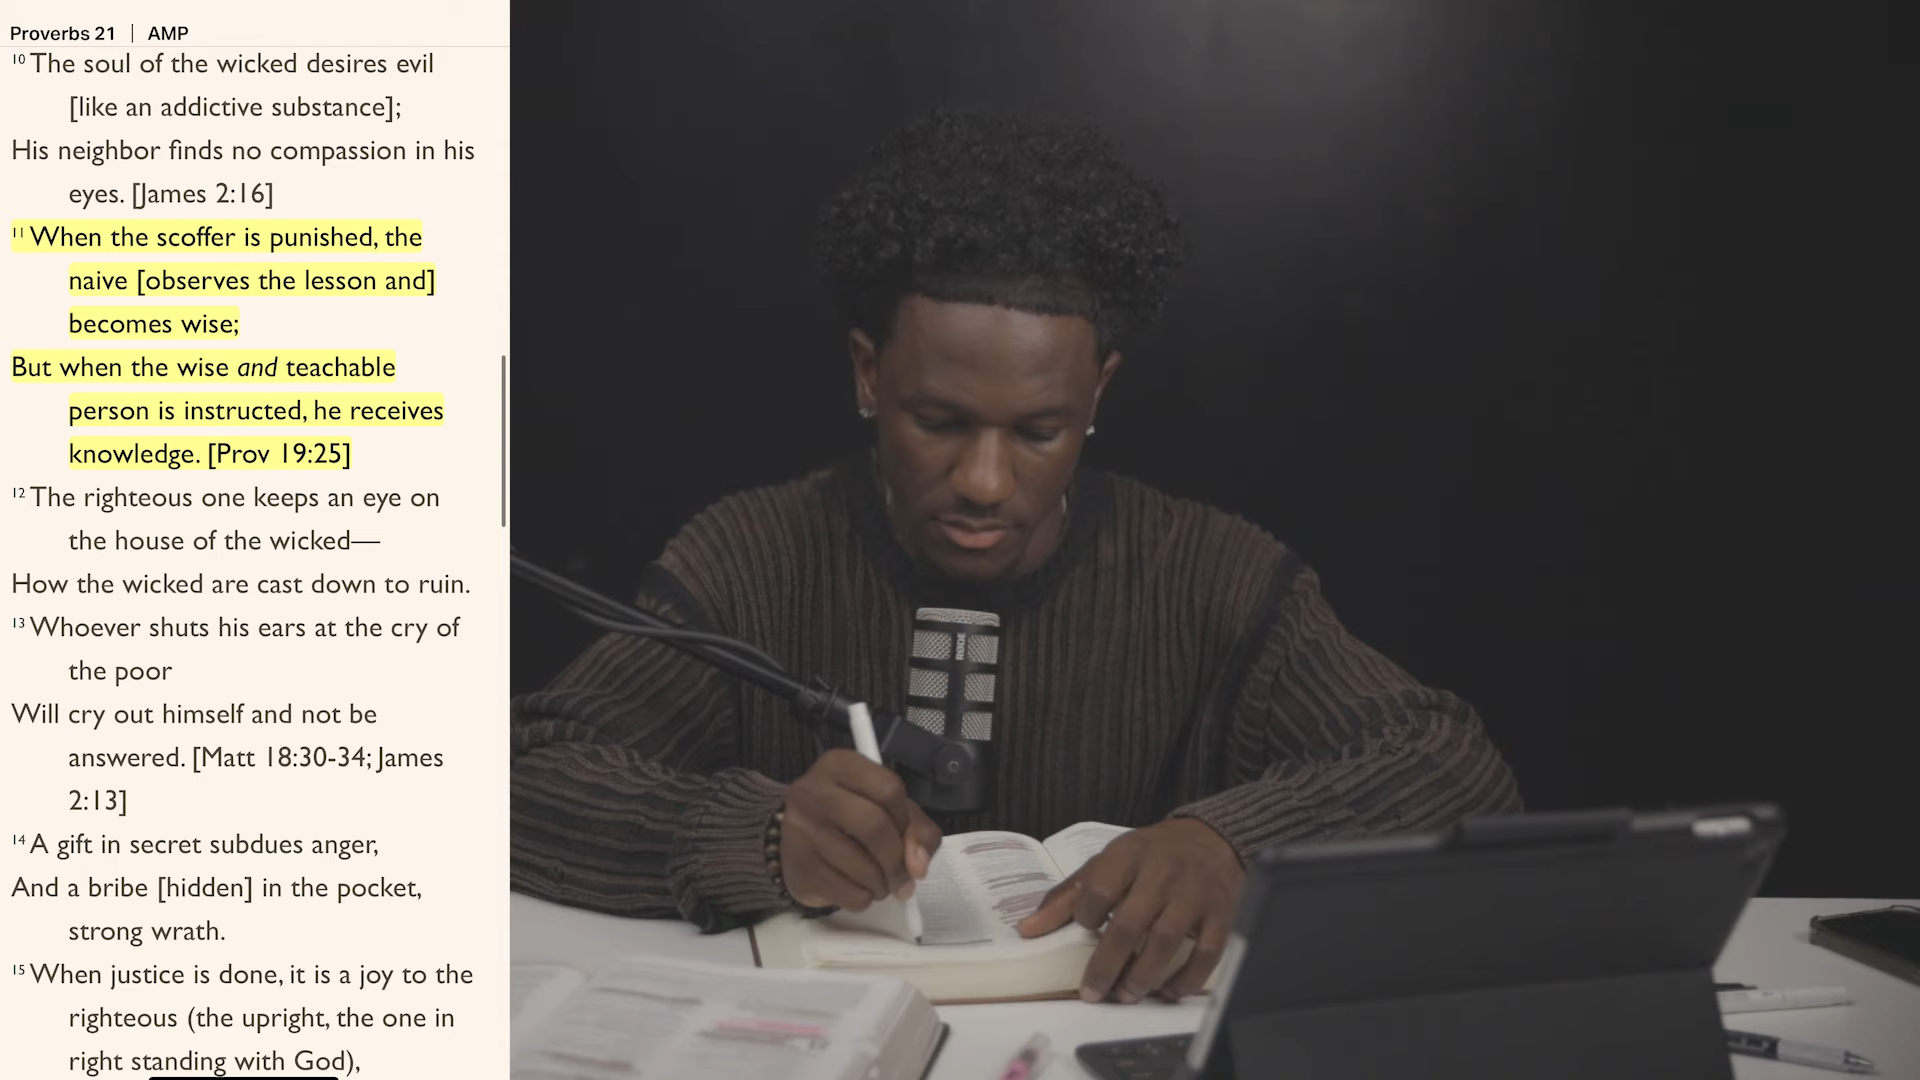 Proverbs 21 | AMP
10 The soul of the wicked desires evil
[like an addictive substance];
His neighbor finds no compassion in his
eyes. [James 2:16]
11 When the scoffer is punished, the
naive [observes the lesson and]
becomes wise;
But when the wise and teachable
person is instructed, he receives
knowledge. [Prov 19:25]
12 The righteous one keeps an eye on
the house of the wicked—
How the wicked are cast down to ruin.
13 Whoever shuts his ears at the cry of
the poor
Will cry out himself and not be
answered. [Matt 18:30-34; James
2:13]
14 A gift in secret subdues anger,
And a bribe [hidden] in the pocket,
strong wrath.
15 When justice is done, it is a joy to the
righteous (the upright, the one in
right standing with God),
RØDE